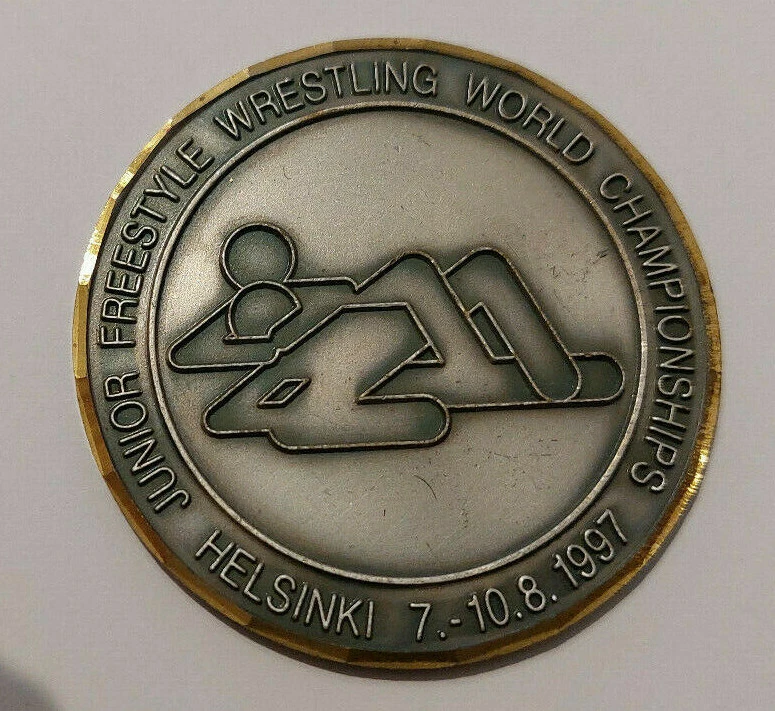 JUNIOR FREESTYLE WRESTLING WORLD CHAMPIONSHIPS
HELSINKI 7.-10.8.1997